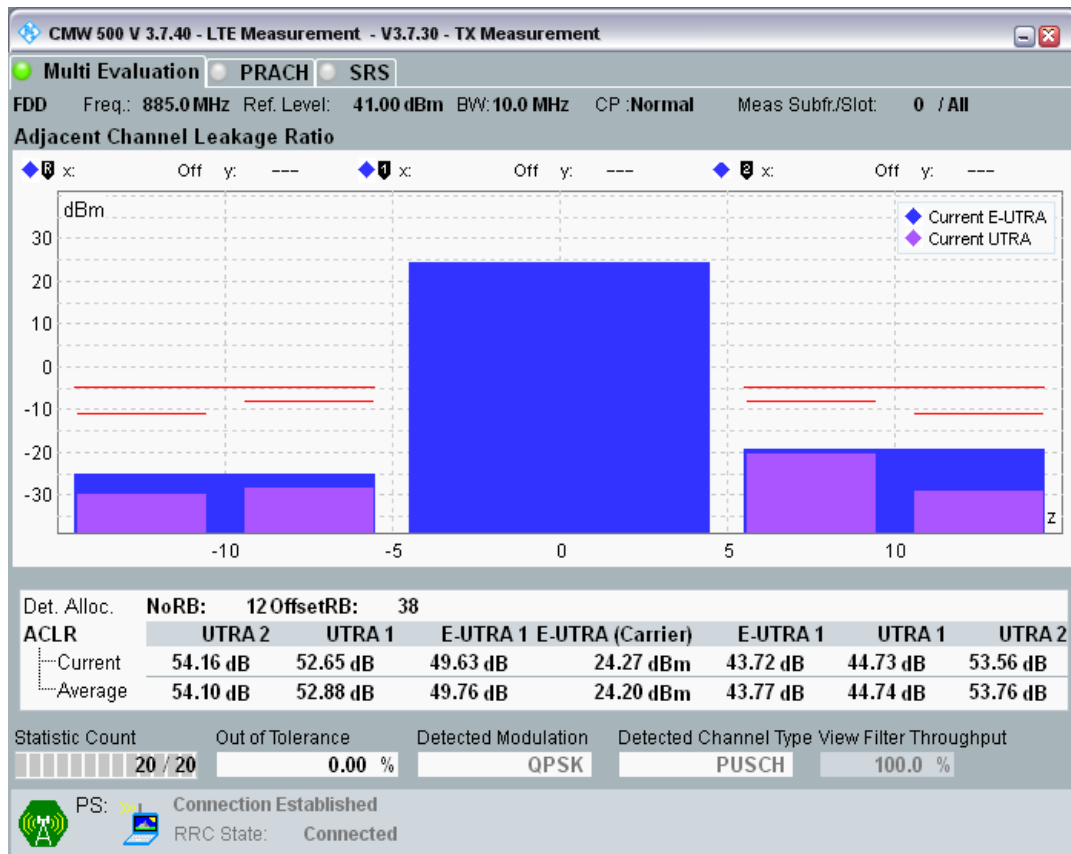 CMW 500 V 3.7.40 - LTE Measurement - V3.7.30 - TX Measurement
Multi Evaluation PRACH SRS
FDD Freq.: 885.0 MHz Ref. Level: 41.00 dBm BW: 10.0 MHz CP :Normal Meas Subfr./Slot: 0 / All
Adjacent Channel Leakage Ratio
R x: Off y: --- 1 x: Off y: --- 2 x: Off y: ---
dBm
Current E-UTRA
Current UTRA
30
20
10
0
-10
-20
-30
z
-10 -5 0 5 10
Det. Alloc. NoRB: 12 OffsetRB: 38
ACLR UTRA 2 UTRA 1 E-UTRA 1 E-UTRA (Carrier) E-UTRA 1 UTRA 1 UTRA 2
Current 54.16 dB 52.65 dB 49.63 dB 24.27 dBm 43.72 dB 44.73 dB 53.56 dB
Average 54.10 dB 52.88 dB 49.76 dB 24.20 dBm 43.77 dB 44.74 dB 53.76 dB
Statistic Count Out of Tolerance Detected Modulation Detected Channel Type View Filter Throughput
20 / 20 0.00 % QPSK PUSCH 100.0 %
PS: Connection Established
RRC State: Connected